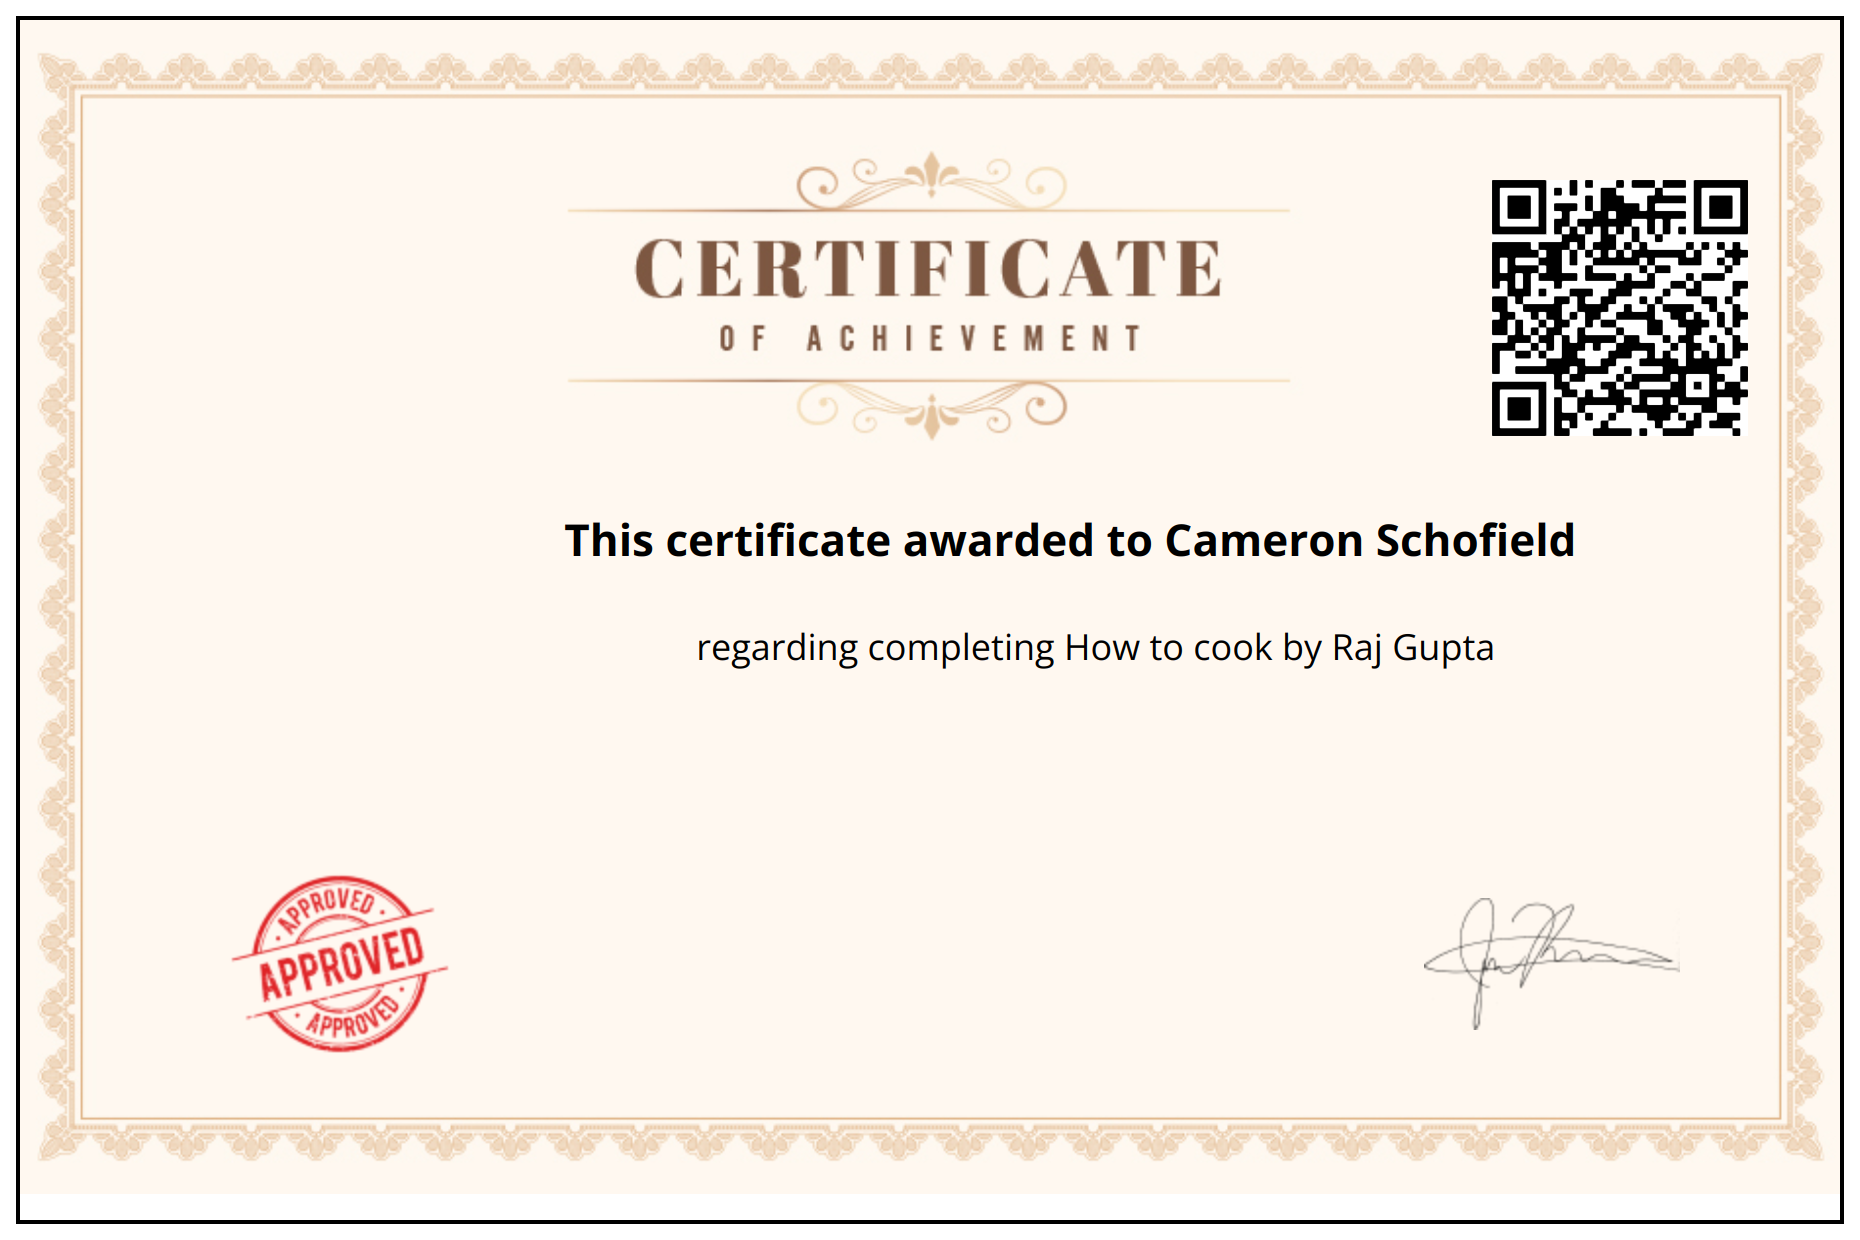 CERTIFICATE
OF ACHIEVEMENT
This certificate awarded to Cameron Schofield
regarding completing How to cook by Raj Gupta
· APPROVED ·
APPROVED
· APPROVED ·